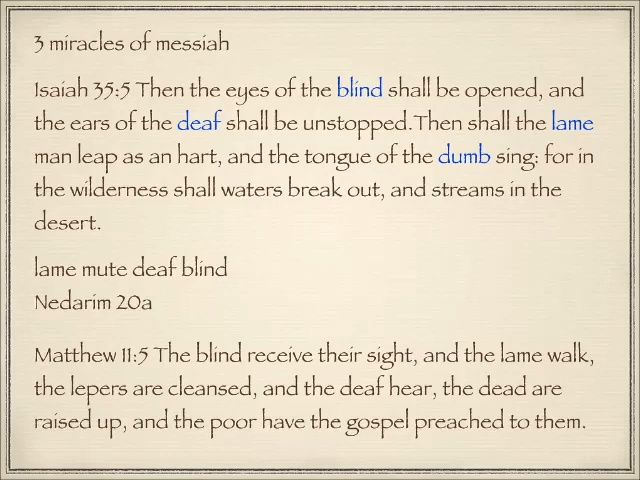 3 miracles of messiah
Isaiah 35:5 Then the eyes of the blind shall be opened, and
the ears of the deaf shall be unstopped.Then shall the lame
man leap as an hart, and the tongue of the dumb sing: for in
the wilderness shall waters break out, and streams in the
desert.
lame mute deaf blind
Nedarim 20a
Matthew 11:5 The blind receive their sight, and the lame walk,
the lepers are cleansed, and the deaf hear, the dead are
raised up, and the poor have the gospel preached to them.